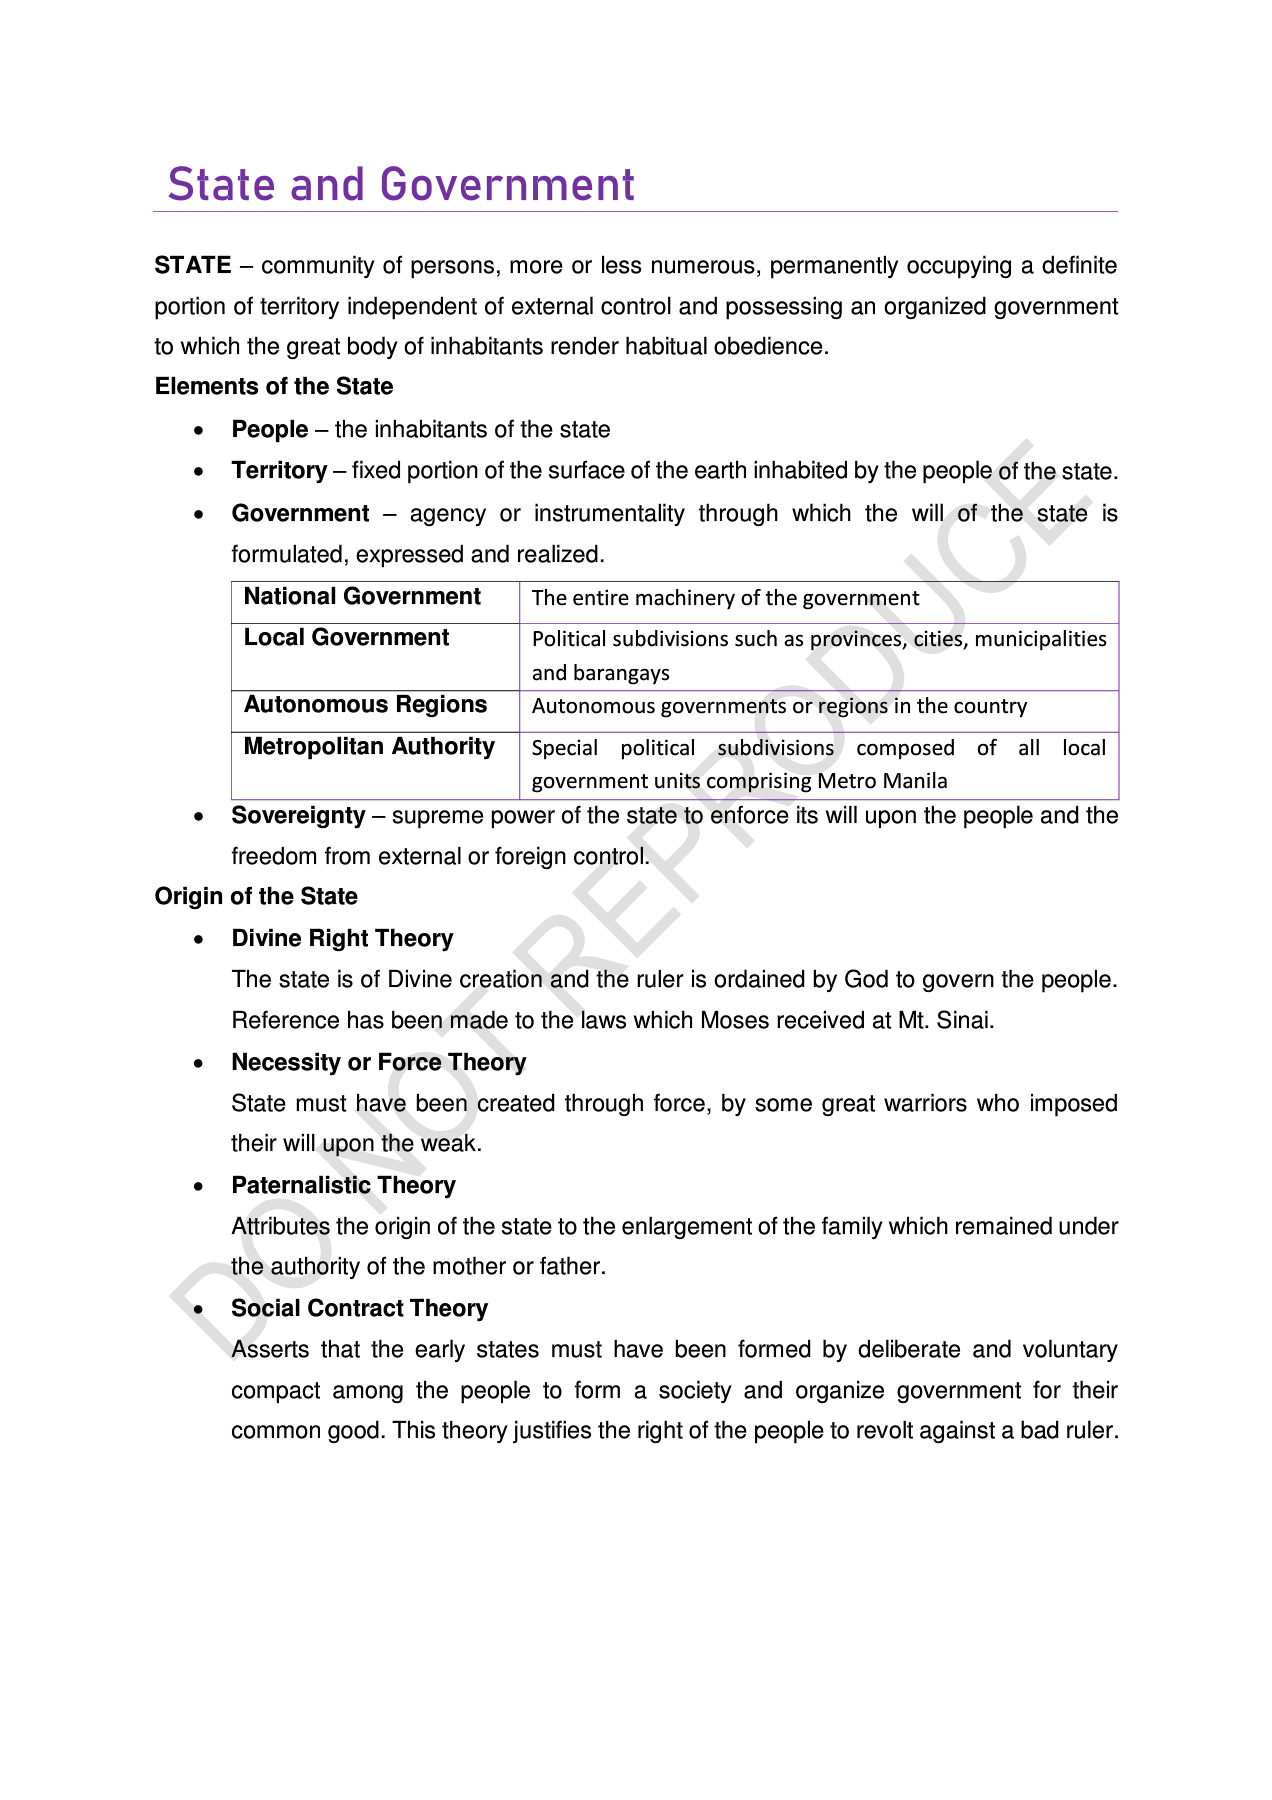 State and Government
STATE – community of persons, more or less numerous, permanently occupying a definite
portion of territory independent of external control and possessing an organized government
to which the great body of inhabitants render habitual obedience.
Elements of the State
• People – the inhabitants of the state
• Territory – fixed portion of the surface of the earth inhabited by the people of the state.
• Government – agency or instrumentality through which the will of the state is
formulated, expressed and realized.
National Government The entire machinery of the government
Local Government Political subdivisions such as provinces, cities, municipalities
and barangays
Autonomous Regions Autonomous governments or regions in the country
Metropolitan Authority Special political subdivisions composed of all local
government units comprising Metro Manila
• Sovereignty – supreme power of the state to enforce its will upon the people and the
freedom from external or foreign control.
Origin of the State
• Divine Right Theory
The state is of Divine creation and the ruler is ordained by God to govern the people.
Reference has been made to the laws which Moses received at Mt. Sinai.
• Necessity or Force Theory
State must have been created through force, by some great warriors who imposed
their will upon the weak.
• Paternalistic Theory
Attributes the origin of the state to the enlargement of the family which remained under
the authority of the mother or father.
• Social Contract Theory
Asserts that the early states must have been formed by deliberate and voluntary
compact among the people to form a society and organize government for their
common good. This theory justifies the right of the people to revolt against a bad ruler.
DO NOT REPRODUCE